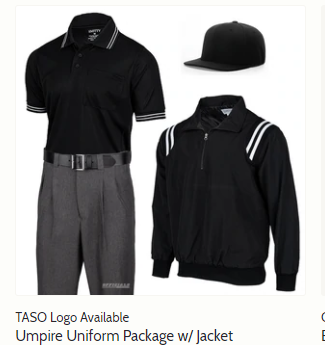 TASO Logo Available
Umpire Uniform Package w/ Jacket